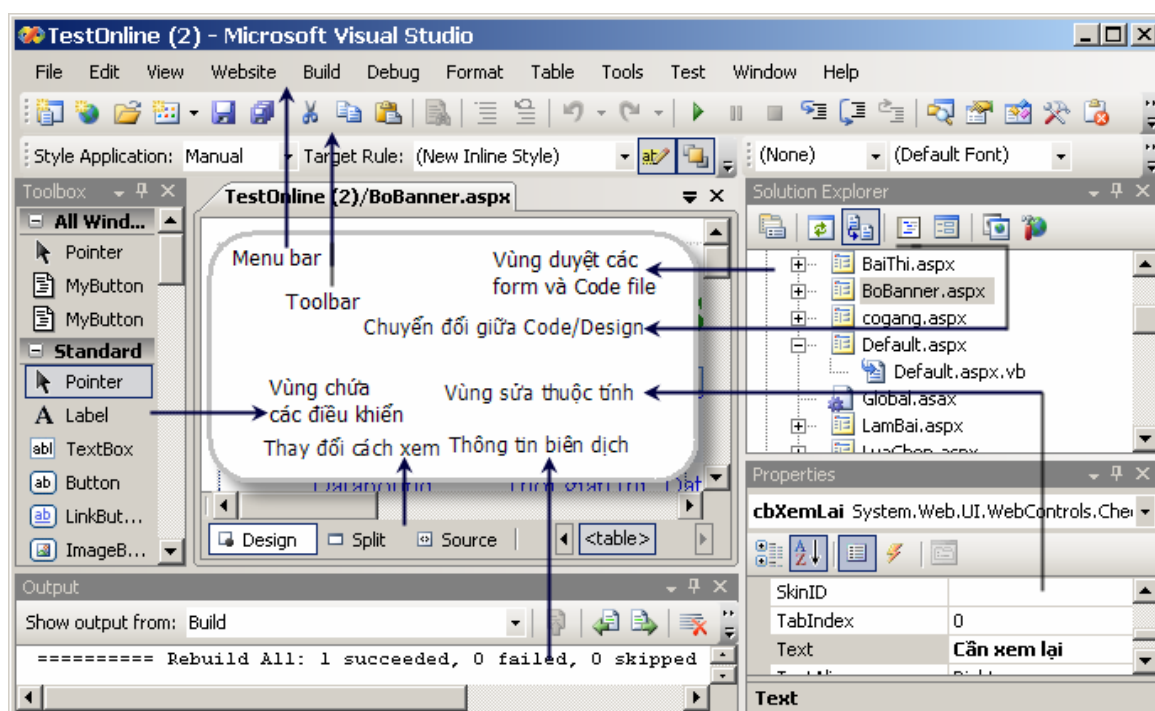 TestOnline (2) - Microsoft Visual Studio
File Edit View Website Build Debug Format Table Tools Test Window Help
Style Application: Manual Target Rule: (New Inline Style) (None) (Default Font)
Toolbox
All Wind...
Pointer
MyButton
MyButton
Standard
Pointer
A Label
abl TextBox
ab Button
ab LinkBut...
ImageB...
TestOnline (2)/BoBanner.aspx
Menu bar
Toolbar
Vùng duyệt các
form và Code file
Chuyển đổi giữa Code/Design
Vùng chứa
các điều khiển
Vùng sửa thuộc tính
Thay đổi cách xem
Thông tin biên dịch
Design Split Source <table>
Solution Explorer
BaiThi.aspx
BoBanner.aspx
cogang.aspx
Default.aspx
Default.aspx.vb
Global.asax
LamBai.aspx
LuaChon.aspx
Properties
cbXemLai System.Web.UI.WebControls.Che
SkinID
TabIndex 0
Text Cần xem lại
Text
Output
Show output from: Build
========== Rebuild All: 1 succeeded, 0 failed, 0 skipped